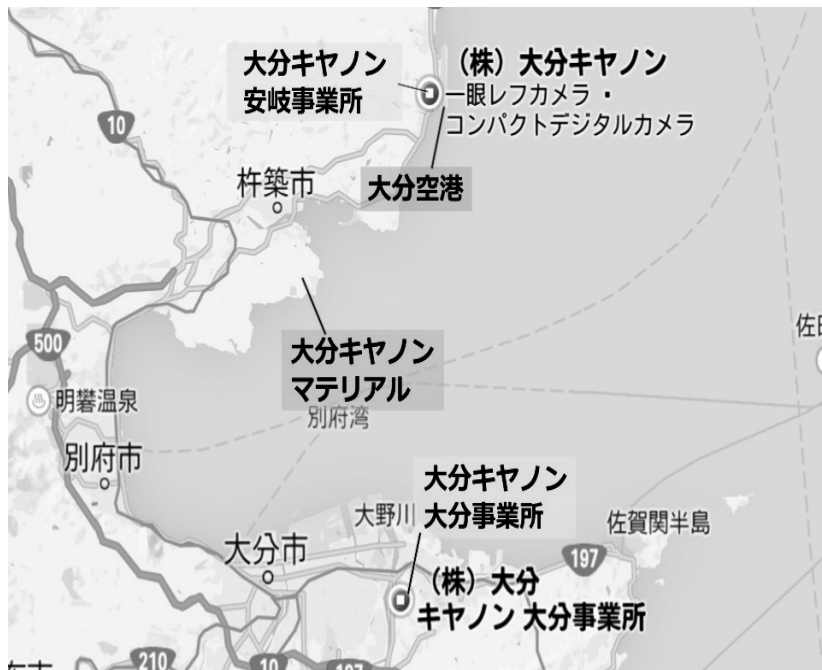 大分キヤノン
安岐事業所
（株）大分キヤノン
一眼レフカメラ・
コンパクトデジタルカメラ
10
杵築市
大分空港
500
大分キヤノン
マテリアル
明礬温泉
別府湾
別府市
大分キヤノン
大分事業所
大野川
佐賀関半島
大分市
197
（株）大分
キヤノン 大分事業所
210
10
197